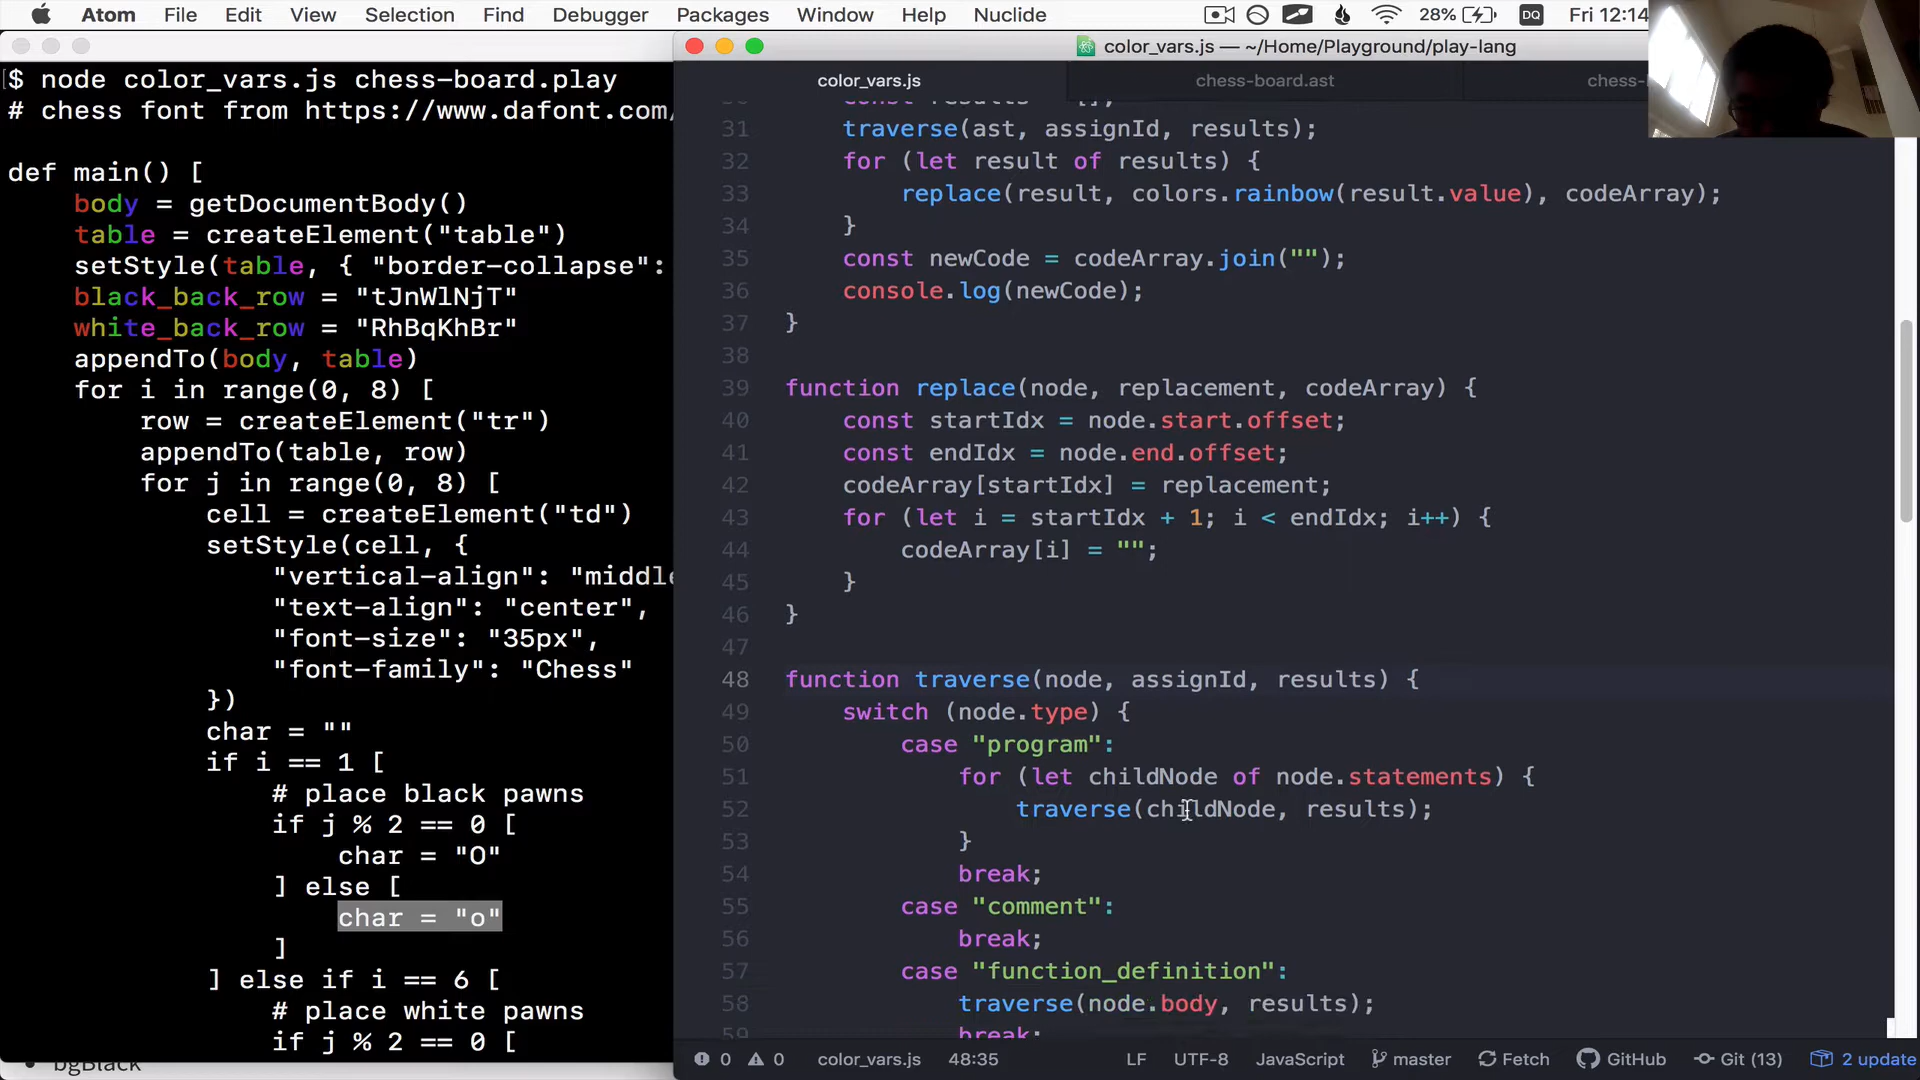 Atom File Edit View Selection Find Debugger Packages Window Help Nuclide 28% DQ Fri 12:14
$ node color_vars.js chess-board.play
# chess font from https://www.dafont.com/
def main() [
    body = getDocumentBody()
    table = createElement("table")
    setStyle(table, { "border-collapse":
    black_back_row = "tJnWlNjT"
    white_back_row = "RhBqKhBr"
    appendTo(body, table)
    for i in range(0, 8) [
        row = createElement("tr")
        appendTo(table, row)
        for j in range(0, 8) [
            cell = createElement("td")
            setStyle(cell, {
                "vertical-align": "middle
                "text-align": "center",
                "font-size": "35px",
                "font-family": "Chess"
            })
            char = ""
            if i == 1 [
                # place black pawns
                if j % 2 == 0 [
                    char = "O"
                ] else [
                    char = "o"
                ]
            ] else if i == 6 [
                # place white pawns
                if j % 2 == 0 [
bgBlack
color_vars.js — ~/Home/Playground/play-lang
color_vars.js chess-board.ast chess-
const results = [];
31 traverse(ast, assignId, results);
32 for (let result of results) {
33 replace(result, colors.rainbow(result.value), codeArray);
34 }
35 const newCode = codeArray.join("");
36 console.log(newCode);
37 }
38
39 function replace(node, replacement, codeArray) {
40 const startIdx = node.start.offset;
41 const endIdx = node.end.offset;
42 codeArray[startIdx] = replacement;
43 for (let i = startIdx + 1; i < endIdx; i++) {
44 codeArray[i] = "";
45 }
46 }
47
48 function traverse(node, assignId, results) {
49 switch (node.type) {
50 case "program":
51 for (let childNode of node.statements) {
52 traverse(childNode, results);
53 }
54 break;
55 case "comment":
56 break;
57 case "function_definition":
58 traverse(node.body, results);
59 break;
0 0 color_vars.js 48:35 LF UTF-8 JavaScript master Fetch GitHub Git (13) 2 update